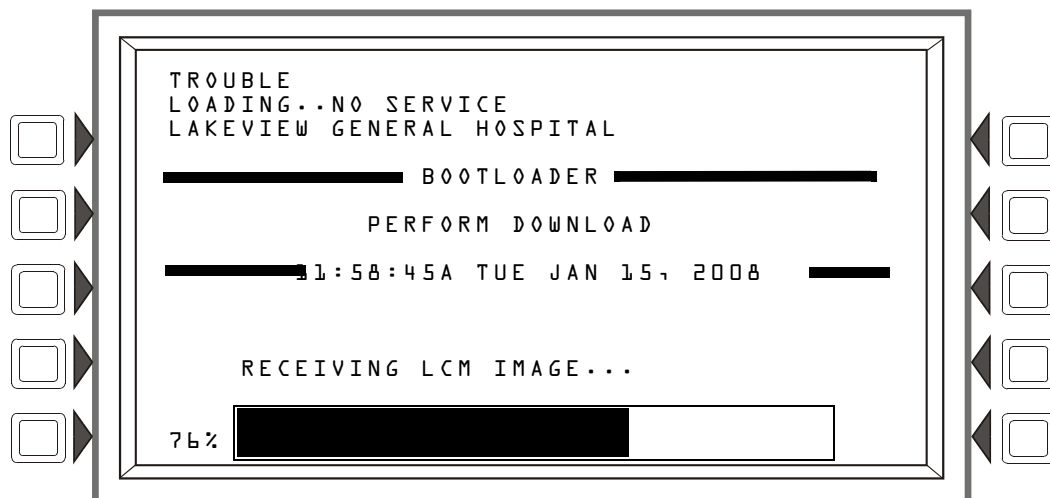 TROUBLE
LOADING..NO SERVICE
LAKEVIEW GENERAL HOSPITAL
BOOTLOADER
PERFORM DOWNLOAD
11:58:45A TUE JAN 15, 2008
RECEIVING LCM IMAGE...
76%